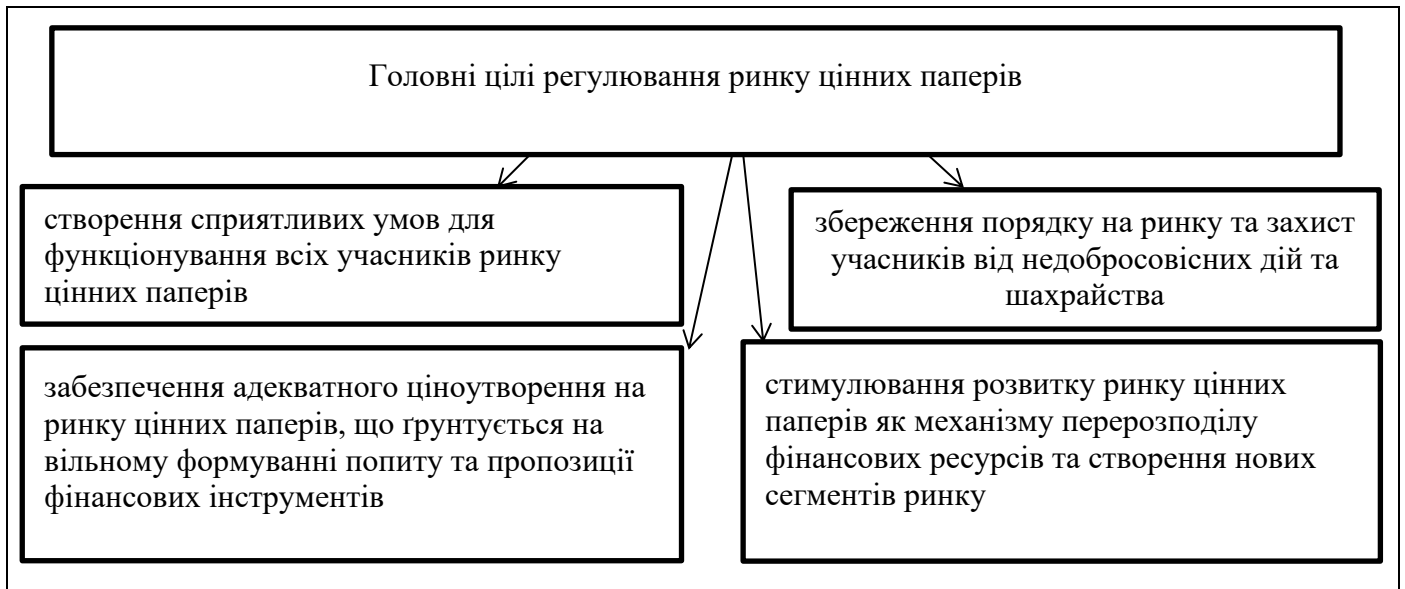 Головні цілі регулювання ринку цінних паперів
створення сприятливих умов для
функціонування всіх учасників ринку
цінних паперів
збереження порядку на ринку та захист
учасників від недобросовісних дій та
шахрайства
забезпечення адекватного ціноутворення на
ринку цінних паперів, що ґрунтується на
вільному формуванні попиту та пропозиції
фінансових інструментів
стимулювання розвитку ринку цінних
паперів як механізму перерозподілу
фінансових ресурсів та створення нових
сегментів ринку